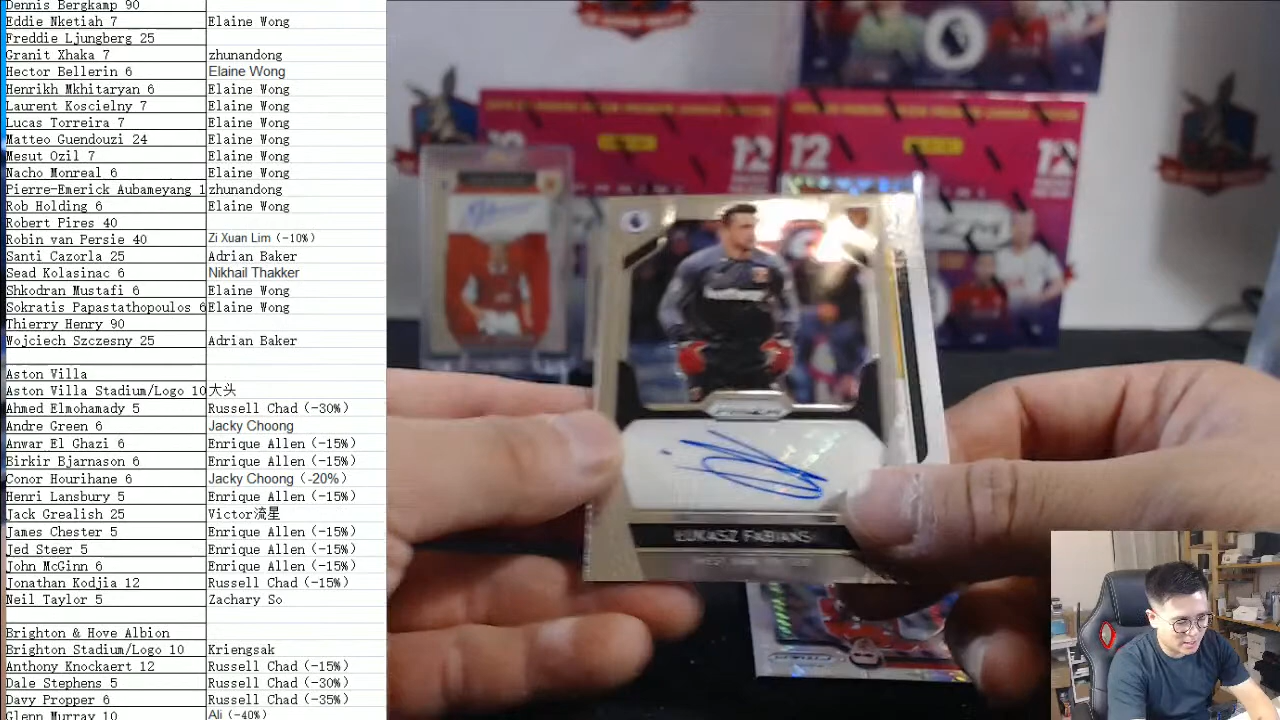 Dennis Bergkamp 90
Eddie Nketiah 7 Elaine Wong
Freddie Ljungberg 25
Granit Xhaka 7 zhunandong
Hector Bellerin 6 Elaine Wong
Henrikh Mkhitaryan 6 Elaine Wong
Laurent Koscielny 7 Elaine Wong
Lucas Torreira 7 Elaine Wong
Matteo Guendouzi 24 Elaine Wong
Mesut Ozil 7 Elaine Wong
Nacho Monreal 6 Elaine Wong
Pierre-Emerick Aubameyang 1 zhunandong
Rob Holding 6 Elaine Wong
Robert Pires 40
Robin van Persie 40 Zi Xuan Lim (-10%)
Santi Cazorla 25 Adrian Baker
Sead Kolasinac 6 Nikhail Thakker
Shkodran Mustafi 6 Elaine Wong
Sokratis Papastathopoulos 6 Elaine Wong
Thierry Henry 90
Wojciech Szczesny 25 Adrian Baker
Aston Villa
Aston Villa Stadium/Logo 10 大头
Ahmed Elmohamady 5 Russell Chad (-30%)
Andre Green 6 Jacky Choong
Anwar El Ghazi 6 Enrique Allen (-15%)
Birkir Bjarnason 6 Enrique Allen (-15%)
Conor Hourihane 6 Jacky Choong (-20%)
Henri Lansbury 5 Enrique Allen (-15%)
Jack Grealish 25 Victor流星
James Chester 5 Enrique Allen (-15%)
Jed Steer 5 Enrique Allen (-15%)
John McGinn 6 Enrique Allen (-15%)
Jonathan Kodjia 12 Russell Chad (-15%)
Neil Taylor 5 Zachary So
Brighton & Hove Albion
Brighton Stadium/Logo 10 Kriengsak
Anthony Knockaert 12 Russell Chad (-15%)
Dale Stephens 5 Russell Chad (-30%)
Davy Propper 6 Russell Chad (-35%)
Glenn Murray 10 Ali (-40%)
12
12
12
ŁUKASZ FABIANS